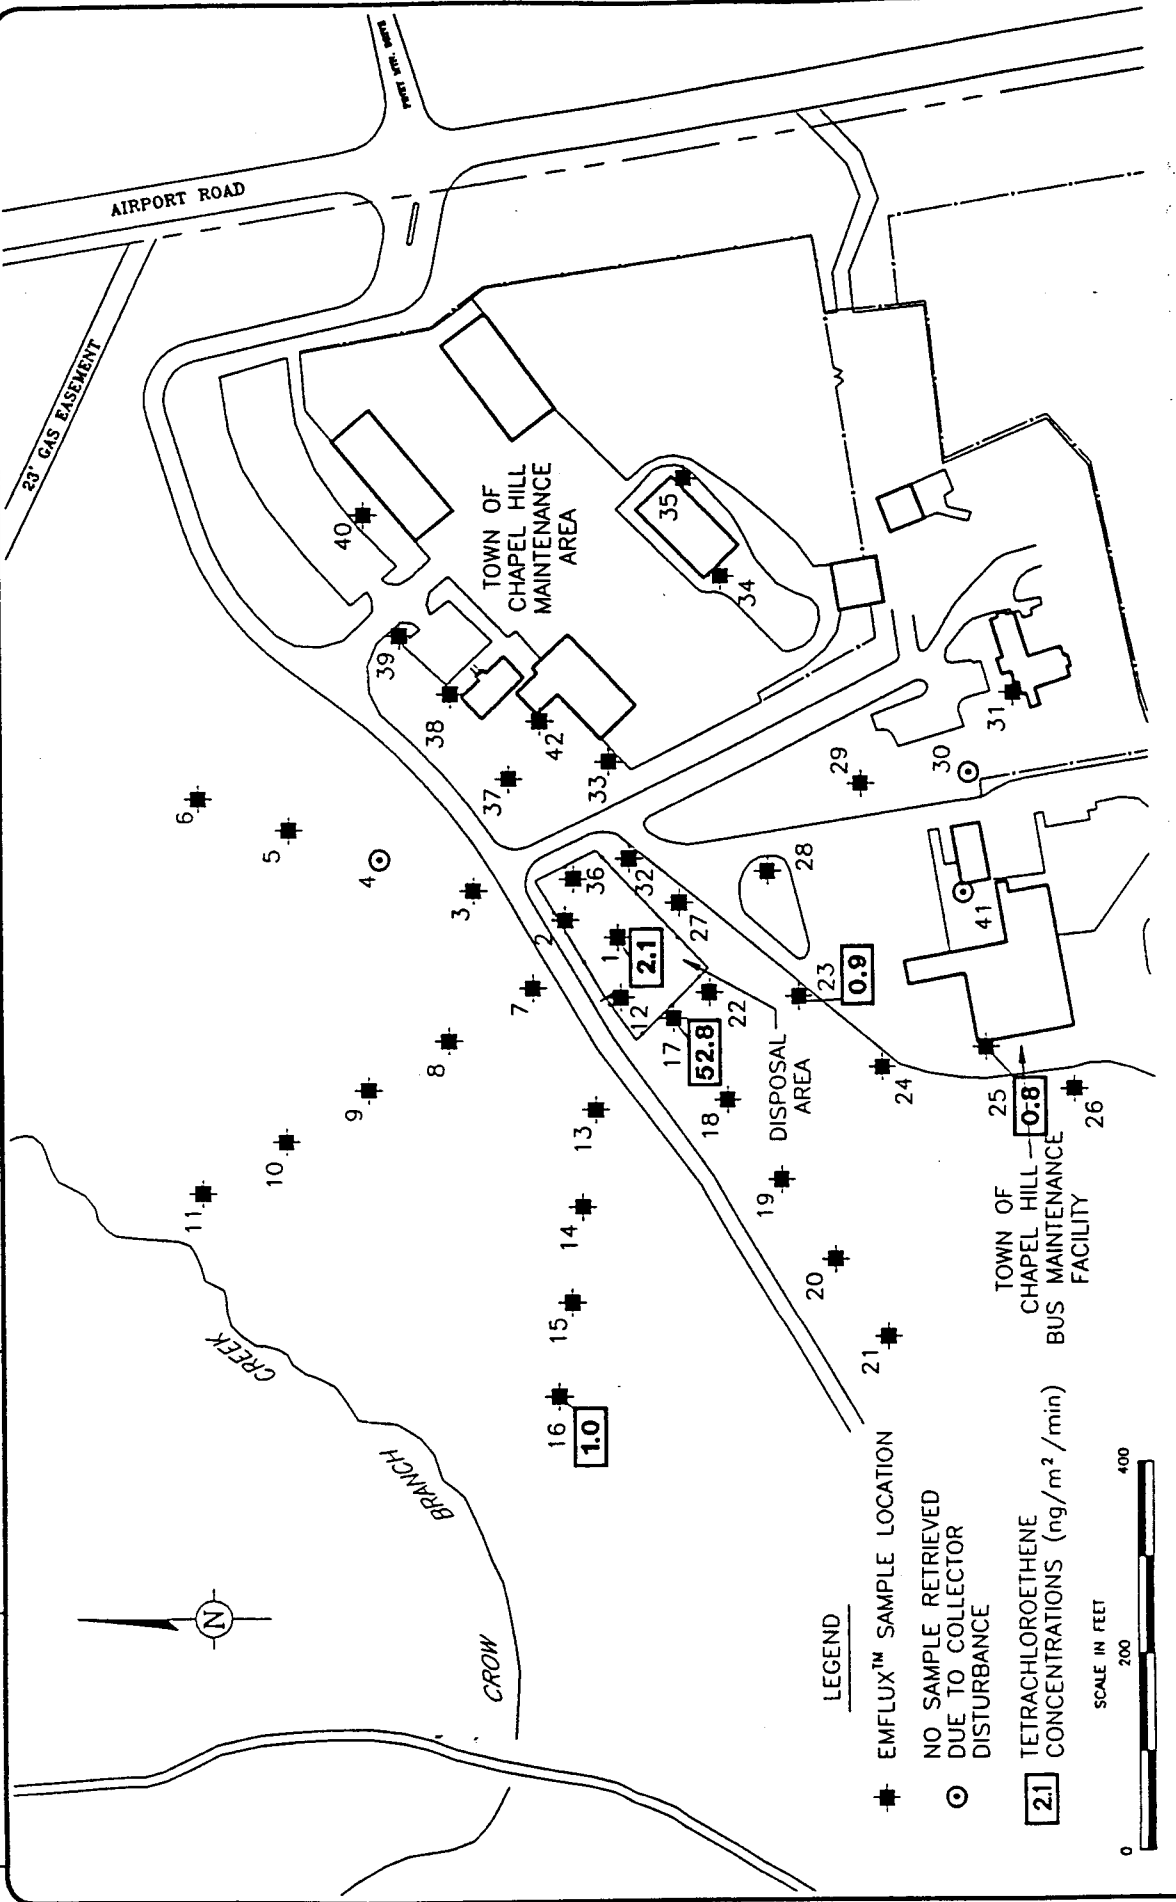 AIRPORT ROAD
PINEY MTN. DRIVE
23' GAS EASEMENT
TOWN OF
CHAPEL HILL
MAINTENANCE
AREA
40
39
38
42
37
33
35
34
6
5
4
3
2
36
32
1
2.1
27
7
12
17
52.8
22
8
9
10
11
13
14
15
16
1.0
18
19
20
21
DISPOSAL
AREA
23
0.9
24
28
29
30
31
41
25
0.8
26
TOWN OF
CHAPEL HILL
BUS MAINTENANCE
FACILITY
CROW
BRANCH
CREEK
N
LEGEND
EMFLUX™ SAMPLE LOCATION
NO SAMPLE RETRIEVED
DUE TO COLLECTOR
DISTURBANCE
2.1 TETRACHLOROETHENE
CONCENTRATIONS (ng/m²/min)
SCALE IN FEET
0 200 400